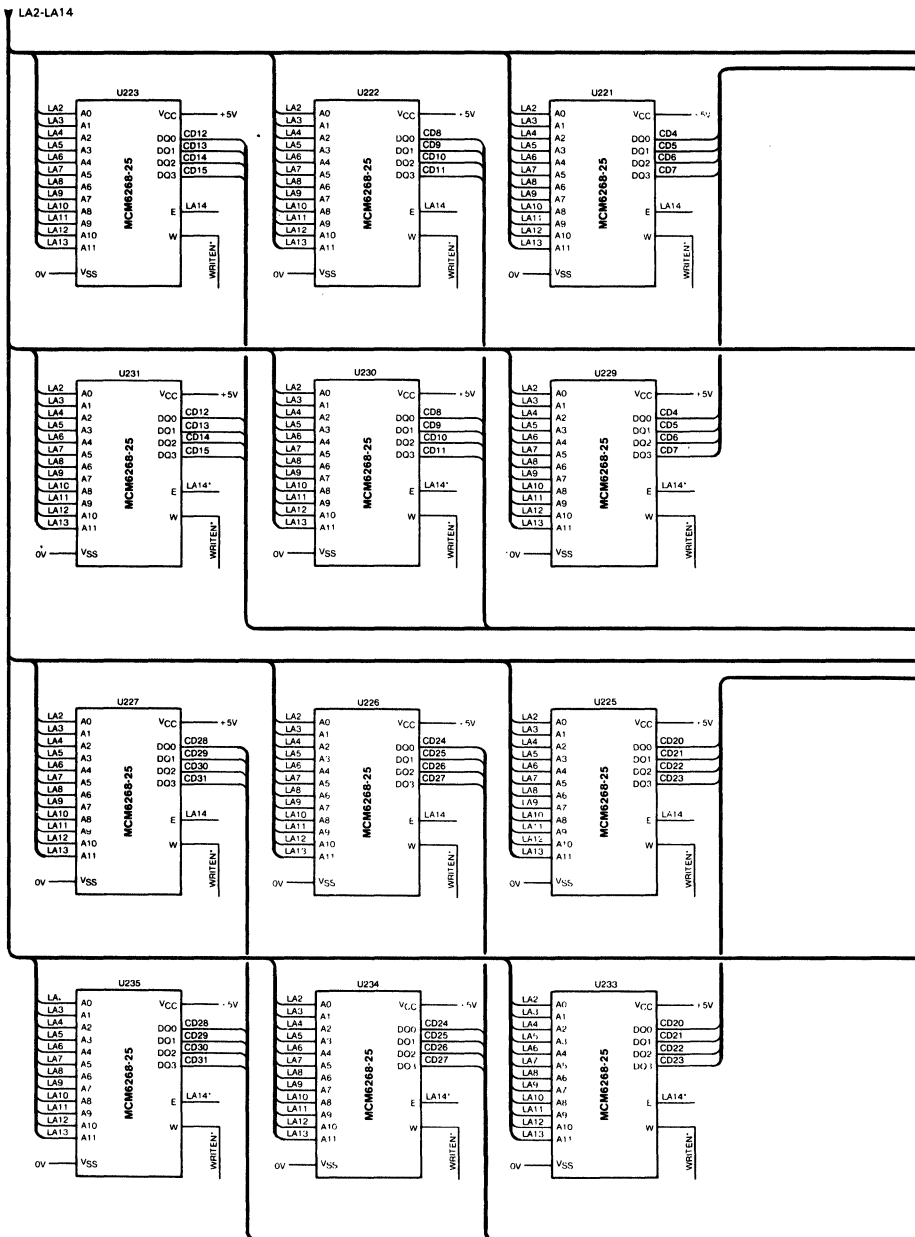 LA2-LA14
U223
LA2 A0 VCC +5V
LA3 A1
LA4 A2 DQ0 CD12
LA5 A3 DQ1 CD13
LA6 A4 DQ2 CD14
LA7 A5 DQ3 CD15
LA8 A6
LA9 A7
LA10 A8 E LA14
LA11 A9
LA12 A10 W WRITEN*
LA13 A11
0V VSS
MCM6268-25
U222
LA2 A0 VCC +5V
LA3 A1
LA4 A2 DQ0 CD8
LA5 A3 DQ1 CD9
LA6 A4 DQ2 CD10
LA7 A5 DQ3 CD11
LA8 A6
LA9 A7
LA10 A8 E LA14
LA11 A9
LA12 A10 W WRITEN*
LA13 A11
0V VSS
MCM6268-25
U221
LA2 A0 VCC +5V
LA3 A1
LA4 A2 DQ0 CD4
LA5 A3 DQ1 CD5
LA6 A4 DQ2 CD6
LA7 A5 DQ3 CD7
LA8 A6
LA9 A7
LA10 A8 E LA14
LA11 A9
LA12 A10 W WRITEN*
LA13 A11
0V VSS
MCM6268-25
U231
LA2 A0 VCC +5V
LA3 A1
LA4 A2 DQ0 CD12
LA5 A3 DQ1 CD13
LA6 A4 DQ2 CD14
LA7 A5 DQ3 CD15
LA8 A6
LA9 A7
LA10 A8 E LA14*
LA11 A9
LA12 A10 W WRITEN*
LA13 A11
0V VSS
MCM6268-25
U230
LA2 A0 VCC +5V
LA3 A1
LA4 A2 DQ0 CD8
LA5 A3 DQ1 CD9
LA6 A4 DQ2 CD10
LA7 A5 DQ3 CD11
LA8 A6
LA9 A7
LA10 A8 E LA14*
LA11 A9
LA12 A10 W WRITEN*
LA13 A11
0V VSS
MCM6268-25
U229
LA2 A0 VCC +5V
LA3 A1
LA4 A2 DQ0 CD4
LA5 A3 DQ1 CD5
LA6 A4 DQ2 CD6
LA7 A5 DQ3 CD7
LA8 A6
LA9 A7
LA10 A8 E LA14*
LA11 A9
LA12 A10 W WRITEN*
LA13 A11
0V VSS
MCM6268-25
U227
LA2 A0 VCC +5V
LA3 A1
LA4 A2 DQ0 CD28
LA5 A3 DQ1 CD29
LA6 A4 DQ2 CD30
LA7 A5 DQ3 CD31
LA8 A6
LA9 A7
LA10 A8 E LA14
LA11 A9
LA12 A10 W WRITEN*
LA13 A11
0V VSS
MCM6268-25
U226
LA2 A0 VCC +5V
LA3 A1
LA4 A2 DQ0 CD24
LA5 A3 DQ1 CD25
LA6 A4 DQ2 CD26
LA7 A5 DQ3 CD27
LA8 A6
LA9 A7
LA10 A8 E LA14
LA11 A9
LA12 A10 W WRITEN*
LA13 A11
0V VSS
MCM6268-25
U225
LA2 A0 VCC +5V
LA3 A1
LA4 A2 DQ0 CD20
LA5 A3 DQ1 CD21
LA6 A4 DQ2 CD22
LA7 A5 DQ3 CD23
LA8 A6
LA9 A7
LA10 A8 E LA14
LA11 A9
LA12 A10 W WRITEN*
LA13 A11
0V VSS
MCM6268-25
U235
A0 VCC +5V
LA3 A1
LA4 A2 DQ0 CD28
LA5 A3 DQ1 CD29
LA6 A4 DQ2 CD30
LA7 A5 DQ3 CD31
LA8 A6
LA9 A7
LA10 A8 E LA14*
LA11 A9
LA12 A10 W WRITEN*
LA13 A11
0V VSS
MCM6268-25
U234
LA2 A0 VCC +5V
LA3 A1
LA4 A2 DQ0 CD24
LA5 A3 DQ1 CD25
LA6 A4 DQ2 CD26
LA7 A5 DQ3 CD27
LA8 A6
LA9 A7
LA10 A8 E LA14*
LA11 A9
LA12 A10 W WRITEN*
LA13 A11
0V VSS
MCM6268-25
U233
LA2 A0 VCC +5V
LA3 A1
LA4 A2 DQ0 CD20
LA5 A3 DQ1 CD21
LA6 A4 DQ2 CD22
LA7 A5 DQ3 CD23
LA8 A6
LA9 A7
LA10 A8 E LA14*
LA11 A9
LA12 A10 W WRITEN*
LA13 A11
0V VSS
MCM6268-25